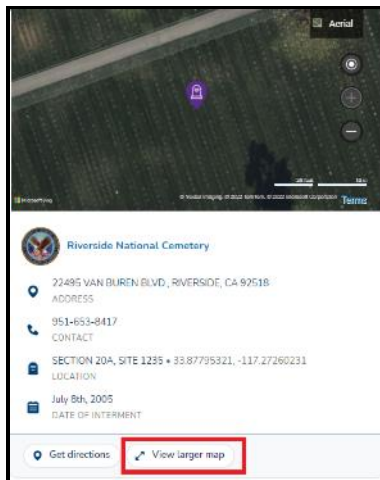 Aerial
Terms
Riverside National Cemetery
22495 VAN BUREN BLVD., RIVERSIDE, CA 92518
ADDRESS
951-653-8417
CONTACT
SECTION 20A, SITE 1235 • 33.87795321, -117.27260231
LOCATION
July 8th, 2005
DATE OF INTERMENT
Get directions
View larger map